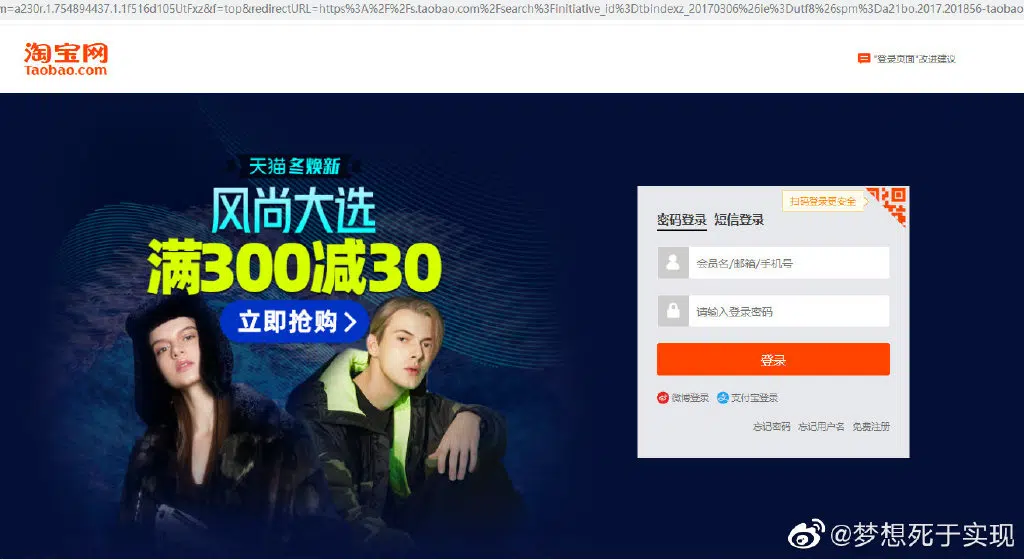 m=a230r.1.754894437.1.1f516d105UtFxz&f=top&redirectURL=https%3A%2F%2Fs.taobao.com%2Fsearch%3Finitiative_id%3Dtbindexz_20170306%26ie%3Dutf8%26spm%3Da21bo.2017.201856-taobao
淘宝网
Taobao.com
"登录页面"改进建议
天猫冬焕新
风尚大选
满300减30
立即抢购
扫码登录更安全
密码登录 短信登录
会员名/邮箱/手机号
请输入登录密码
登录
微博登录 支付宝登录
忘记密码 忘记用户名 免费注册
@梦想死于实现